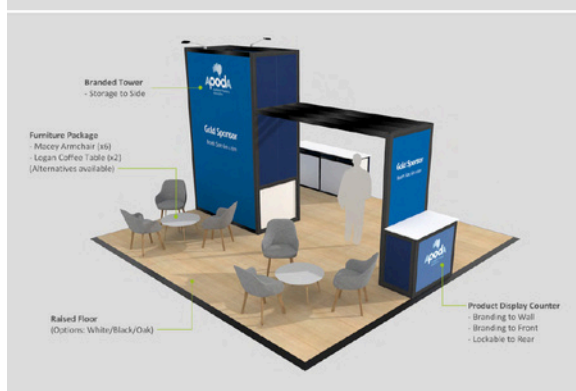 Branded Tower
- Storage to Side
Furniture Package
- Macey Armchair (x6)
- Logan Coffee Table (x2)
(Alternatives available)
Raised Floor
(Options: White/Black/Oak)
Product Display Counter
- Branding to Wall
- Branding to Front
- Lockable to Rear
APODA
Gold Sponsor
Gold Sponsor
APODA